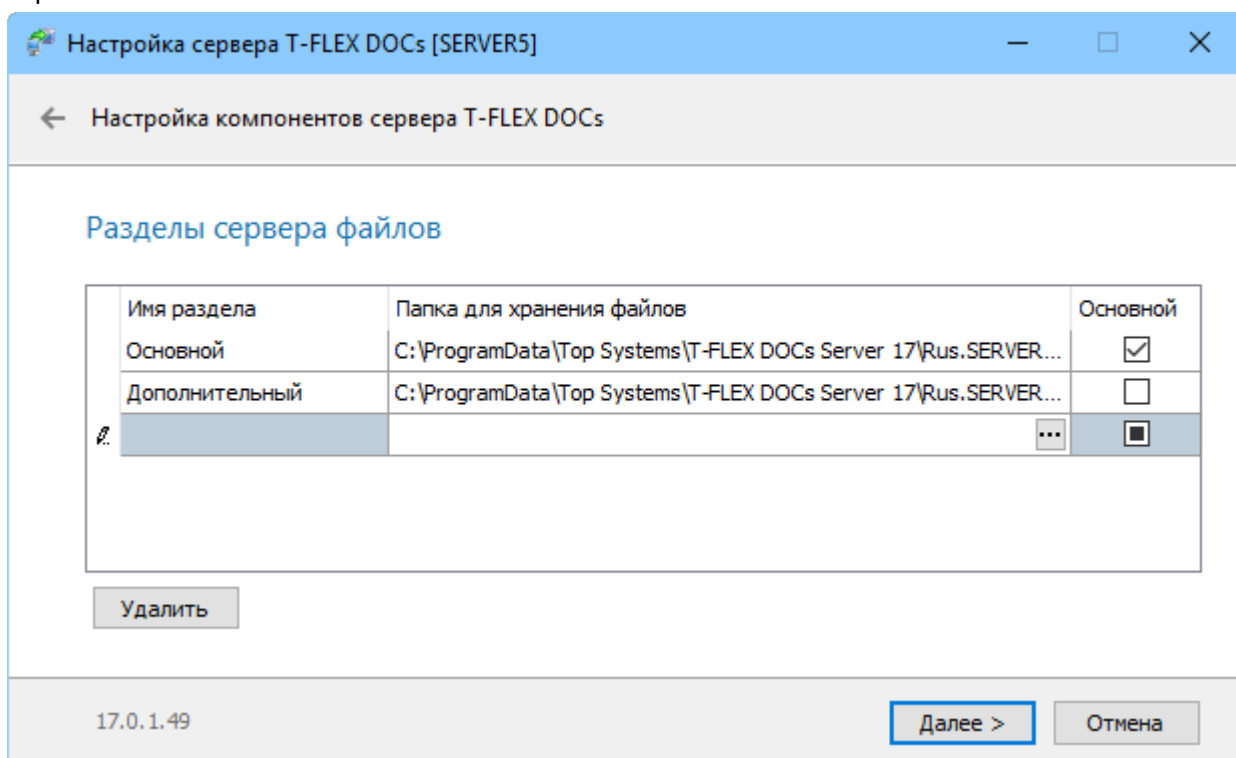 Настройка сервера T-FLEX DOCs [SERVER5]
Настройка компонентов сервера T-FLEX DOCs
Разделы сервера файлов
Имя раздела Папка для хранения файлов Основной
Основной C:\ProgramData\Top Systems\T-FLEX DOCs Server 17\Rus.SERVER...
Дополнительный C:\ProgramData\Top Systems\T-FLEX DOCs Server 17\Rus.SERVER...
Удалить
17.0.1.49 Далее > Отмена